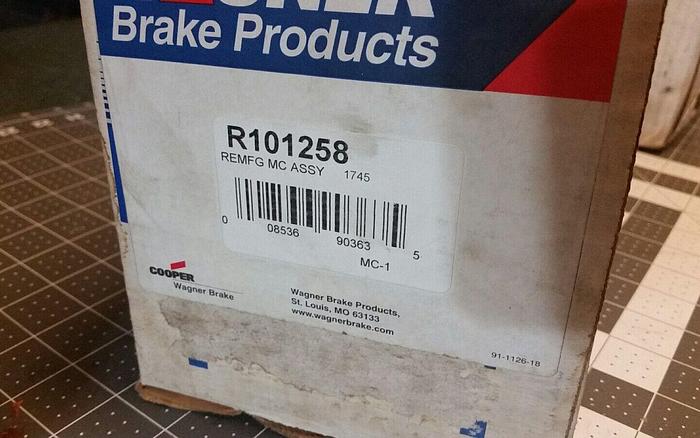 Brake Products
R101258
REMFG MC ASSY 1745
0 08536 90363 5
MC-1
COOPER
Wagner Brake
Wagner Brake Products,
St. Louis, MO 63133
www.wagnerbrake.com
91-1126-18